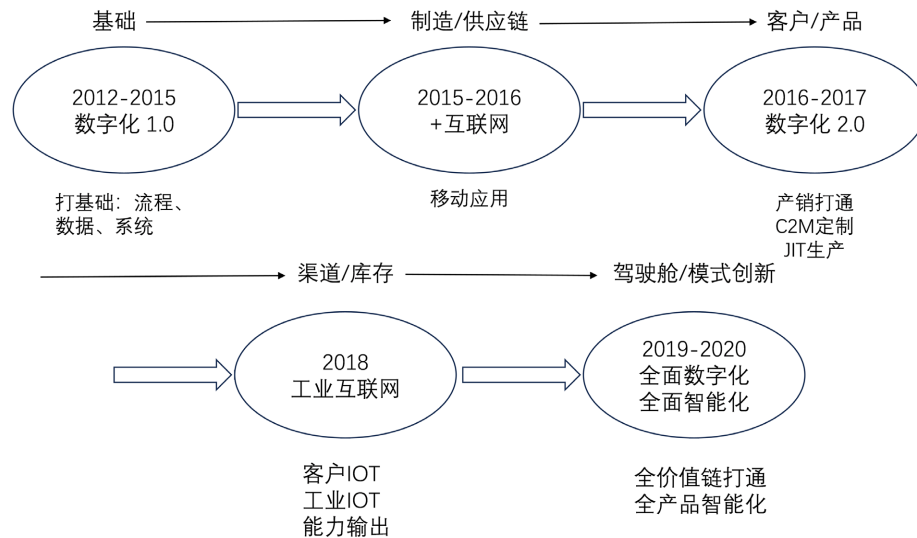 基础
制造/供应链
客户/产品
2012-2015
数字化 1.0
2015-2016
+互联网
2016-2017
数字化 2.0
打基础：流程、
数据、系统
移动应用
产销打通
C2M定制
JIT生产
渠道/库存
驾驶舱/模式创新
2018
工业互联网
2019-2020
全面数字化
全面智能化
客户IOT
工业IOT
能力输出
全价值链打通
全产品智能化